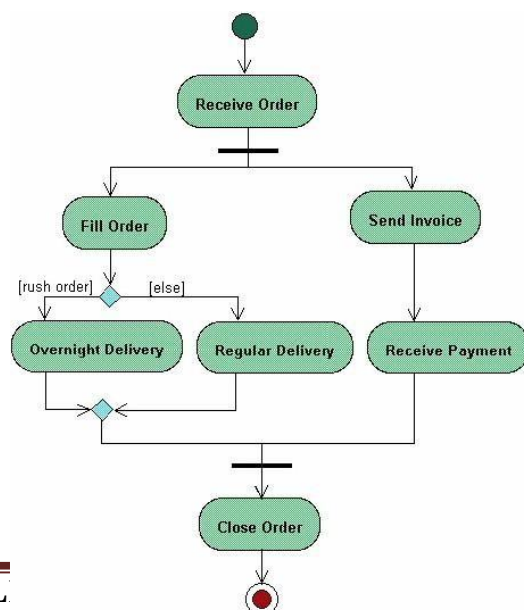 Receive Order
Fill Order
Send Invoice
[rush order]
[else]
Overnight Delivery
Regular Delivery
Receive Payment
Close Order